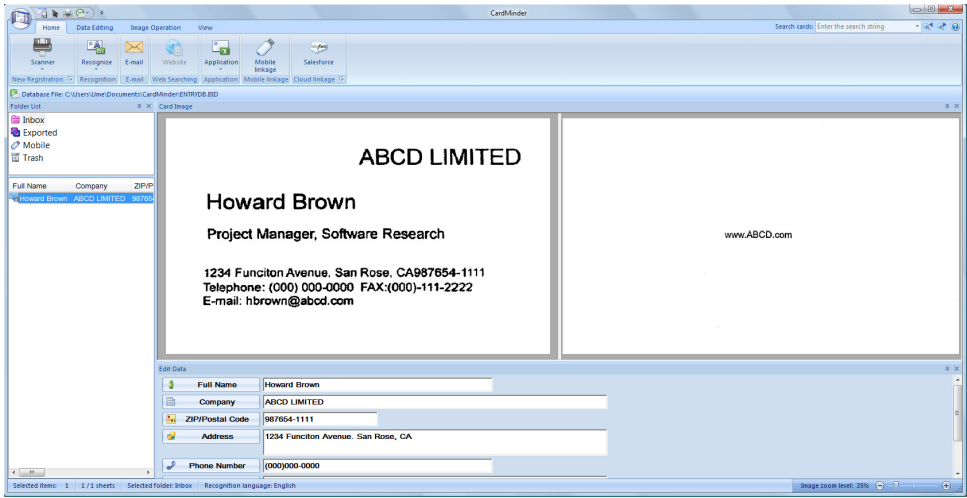 CardMinder
Home Data Editing Image Operation View
Search cards: Enter the search string
Scanner Recognize E-mail Website Application Mobile linkage Salesforce
New Registration Recognition E-mail Web Searching Application Mobile linkage Cloud linkage
Database File: C:\Users\Ume\Documents\CardMinder\ENTRYDB.BID
Folder List
Card Image
Inbox
Exported
Mobile
Trash
Full Name Company ZIP/P
Howard Brown ABCD LIMITED 98765
ABCD LIMITED
Howard Brown
Project Manager, Software Research
1234 Funciton Avenue, San Rose, CA987654-1111
Telephone: (000) 000-0000 FAX:(000)-111-2222
E-mail: hbrown@abcd.com
www.ABCD.com
Edit Data
Full Name Howard Brown
Company ABCD LIMITED
ZIP/Postal Code 987654-1111
Address 1234 Funciton Avenue. San Rose, CA
Phone Number (000)000-0000
Selected items: 1 1 / 1 sheets Selected folder: Inbox Recognition language: English Image zoom level: 35%